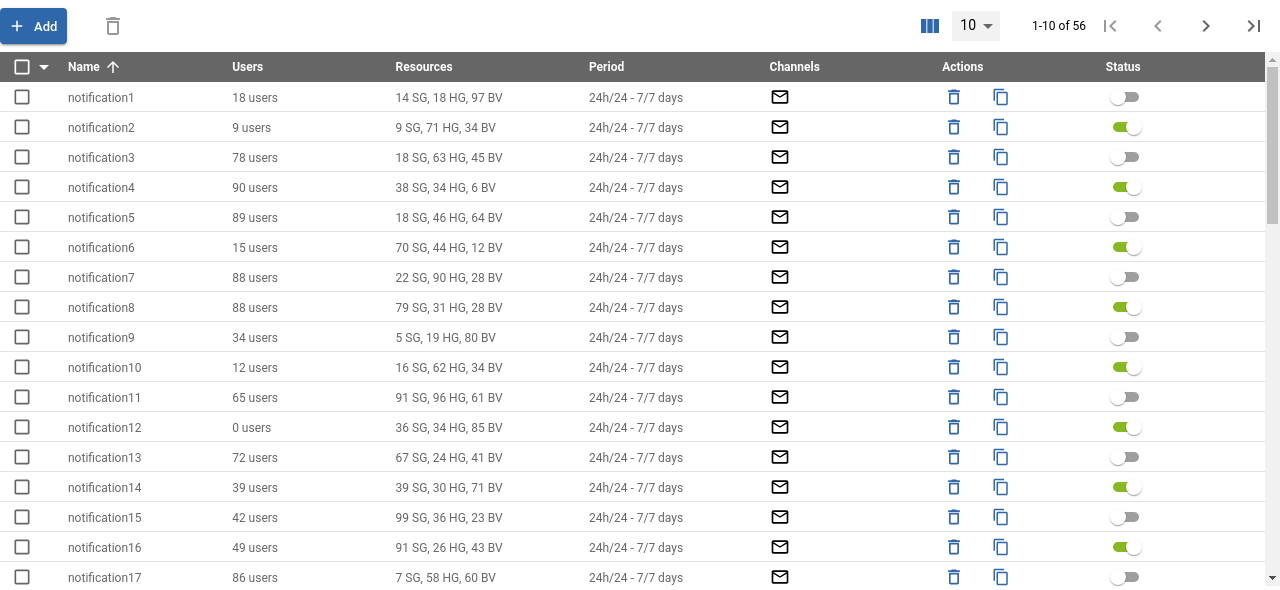 Add 10 1-10 of 56
Name Users Resources Period Channels Actions Status
notification1 18 users 14 SG, 18 HG, 97 BV 24h/24 - 7/7 days
notification2 9 users 9 SG, 71 HG, 34 BV 24h/24 - 7/7 days
notification3 78 users 18 SG, 63 HG, 45 BV 24h/24 - 7/7 days
notification4 90 users 38 SG, 34 HG, 6 BV 24h/24 - 7/7 days
notification5 89 users 18 SG, 46 HG, 64 BV 24h/24 - 7/7 days
notification6 15 users 70 SG, 44 HG, 12 BV 24h/24 - 7/7 days
notification7 88 users 22 SG, 90 HG, 28 BV 24h/24 - 7/7 days
notification8 88 users 79 SG, 31 HG, 28 BV 24h/24 - 7/7 days
notification9 34 users 5 SG, 19 HG, 80 BV 24h/24 - 7/7 days
notification10 12 users 16 SG, 62 HG, 34 BV 24h/24 - 7/7 days
notification11 65 users 91 SG, 96 HG, 61 BV 24h/24 - 7/7 days
notification12 0 users 36 SG, 34 HG, 85 BV 24h/24 - 7/7 days
notification13 72 users 67 SG, 24 HG, 41 BV 24h/24 - 7/7 days
notification14 39 users 39 SG, 30 HG, 71 BV 24h/24 - 7/7 days
notification15 42 users 99 SG, 36 HG, 23 BV 24h/24 - 7/7 days
notification16 49 users 91 SG, 26 HG, 43 BV 24h/24 - 7/7 days
notification17 86 users 7 SG, 58 HG, 60 BV 24h/24 - 7/7 days